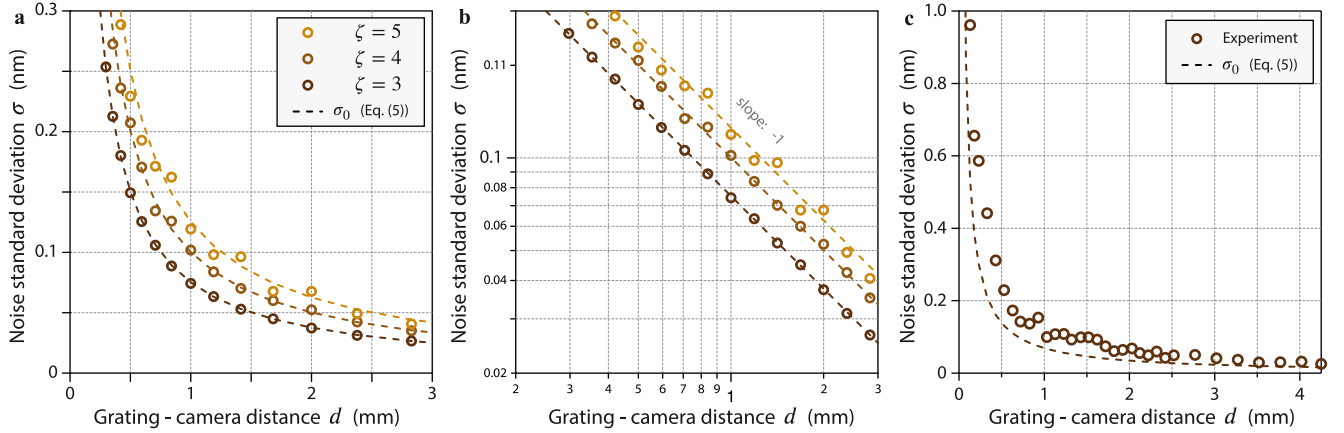 a
Noise standard deviation σ (nm)
0.3
0.2
0.1
0
0
1
2
3
Grating - camera distance d (mm)
ζ = 5
ζ = 4
ζ = 3
σ0 (Eq. (5))
b
Noise standard deviation σ (nm)
0.11
0.1
0.08
0.06
0.04
0.02
2
3
4
5
6
7
8
9
1
2
3
Grating - camera distance d (mm)
slope: -1
c
Noise standard deviation σ (nm)
1.0
0.8
0.6
0.4
0.2
0
0
1
2
3
4
Grating - camera distance d (mm)
Experiment
σ0 (Eq. (5))